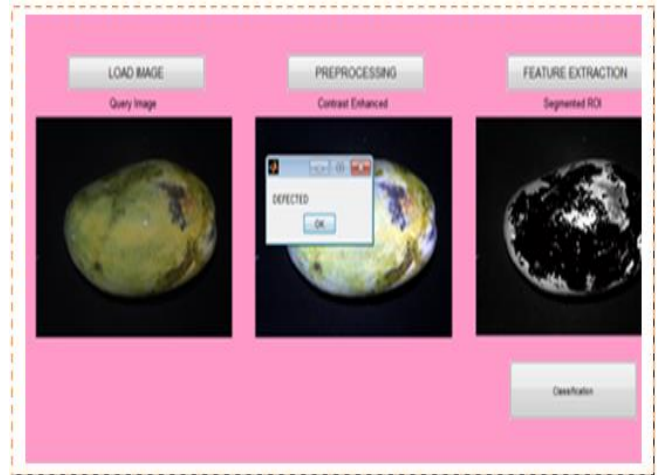 LOAD IMAGE
PREPROCESSING
FEATURE EXTRACTION
Query Image
Contrast Enhanced
Segmented ROI
DEFECTED
OK
Classification